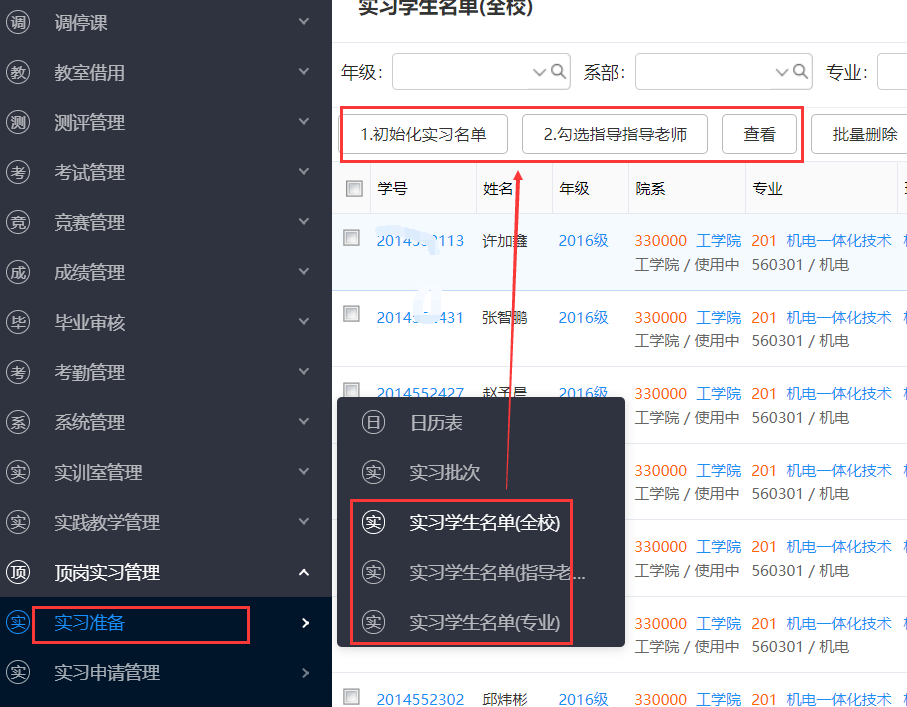 调 调停课
教 教室借用
测 测评管理
考 考试管理
竞 竞赛管理
成 成绩管理
毕 毕业审核
考 考勤管理
系 系统管理
实 实训室管理
实 实践教学管理
顶 顶岗实习管理
实 实习准备
实 实习申请管理
实习学生名单(全校)
年级： 系部： 专业：
1.初始化实习名单 2.勾选指导指导老师 查看 批量删除
学号 姓名 年级 院系 专业
许加鑫 2016级 330000 工学院 201 机电一体化技术
工学院 / 使用中 560301 / 机电
张智鹏 2016级 330000 工学院 201 机电一体化技术
工学院 / 使用中 560301 / 机电
2014552427 2016级 330000 工学院 201 机电一体化技术
工学院 / 使用中 560301 / 机电
330000 工学院 201 机电一体化技术
工学院 / 使用中 560301 / 机电
330000 工学院 201 机电一体化技术
工学院 / 使用中 560301 / 机电
330000 工学院 201 机电一体化技术
工学院 / 使用中 560301 / 机电
2014552302 邱炜彬 2016级 330000 工学院 201 机电一体化技术
日 日历表
实 实习批次
实 实习学生名单(全校)
实 实习学生名单(指导老...
实 实习学生名单(专业)